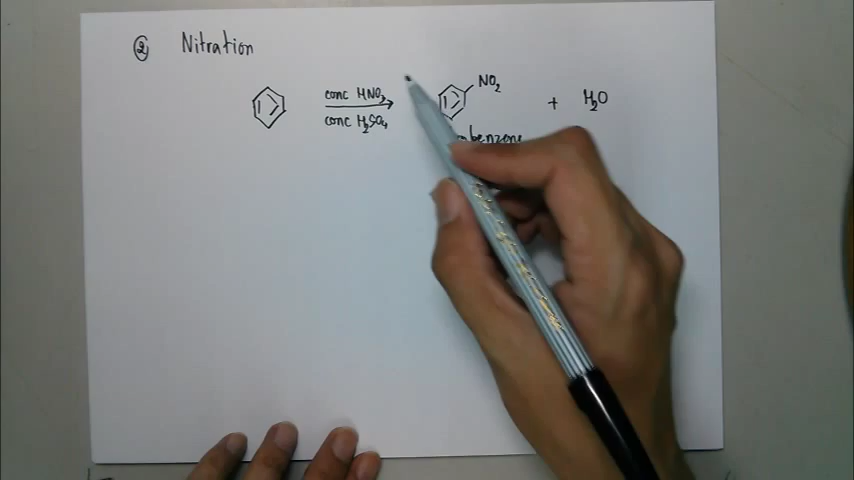 ② Nitration
conc HNO3 NO2
conc H2SO4 + H2O